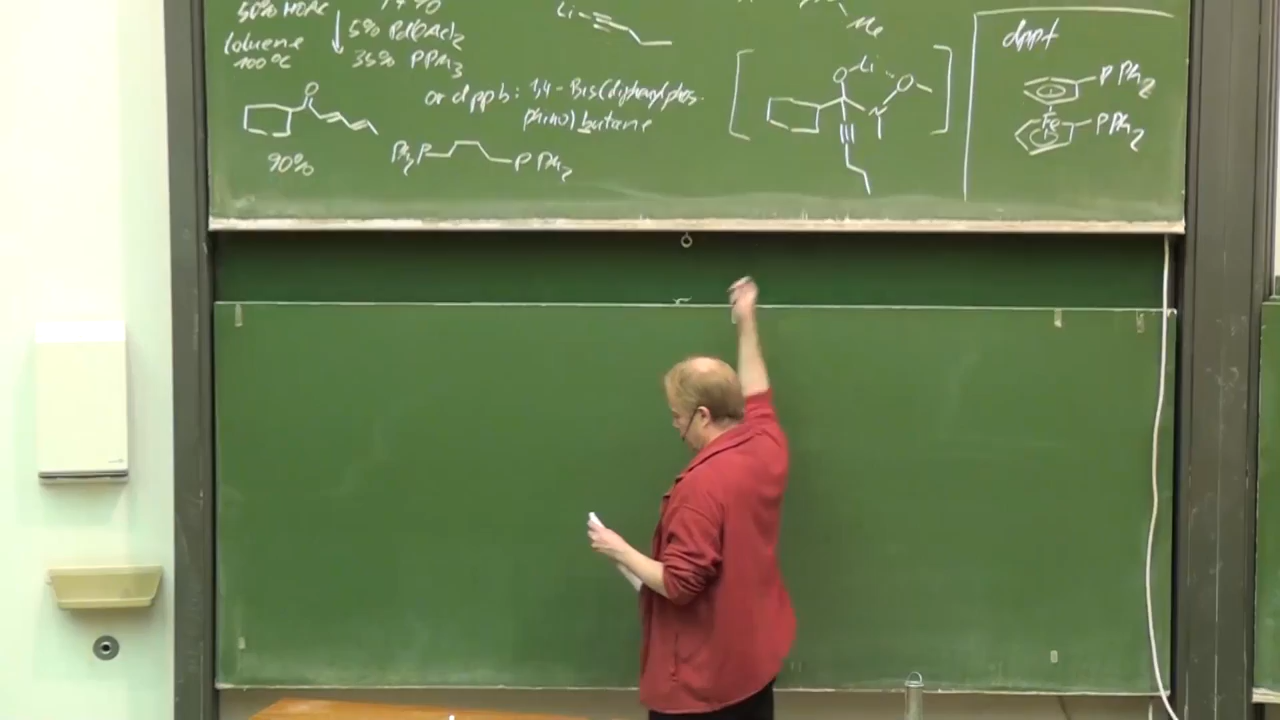 50% HOAc
toluene
100°C
5% Pd(OAc)2
35% PPh3
O
90%
Li
or dppb: 1,4-Bis(diphenylphos-
phino)butane
Ph2P PPh2
Me
O Li O
N
dppf
PPh2
Fe
PPh2